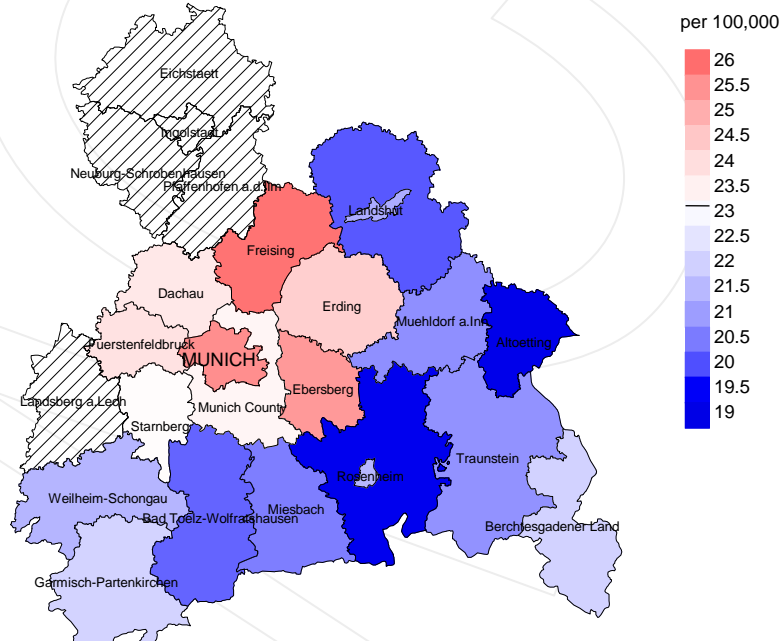 per 100,000
26
25.5
25
24.5
24
23.5
23
22.5
22
21.5
21
20.5
20
19.5
19
Eichstaett
Ingolstadt
Neuburg-Schrobenhausen
Pfaffenhofen a.d.Ilm
Landshut
Freising
Dachau
Erding
Muehldorf a.Inn
Fuerstenfeldbruck
Altoetting
MUNICH
Ebersberg
Landsberg a.Lech
Munich County
Starnberg
Traunstein
Rosenheim
Weilheim-Schongau
Miesbach
Bad Toelz-Wolfratshausen
Berchtesgadener Land
Garmisch-Partenkirchen